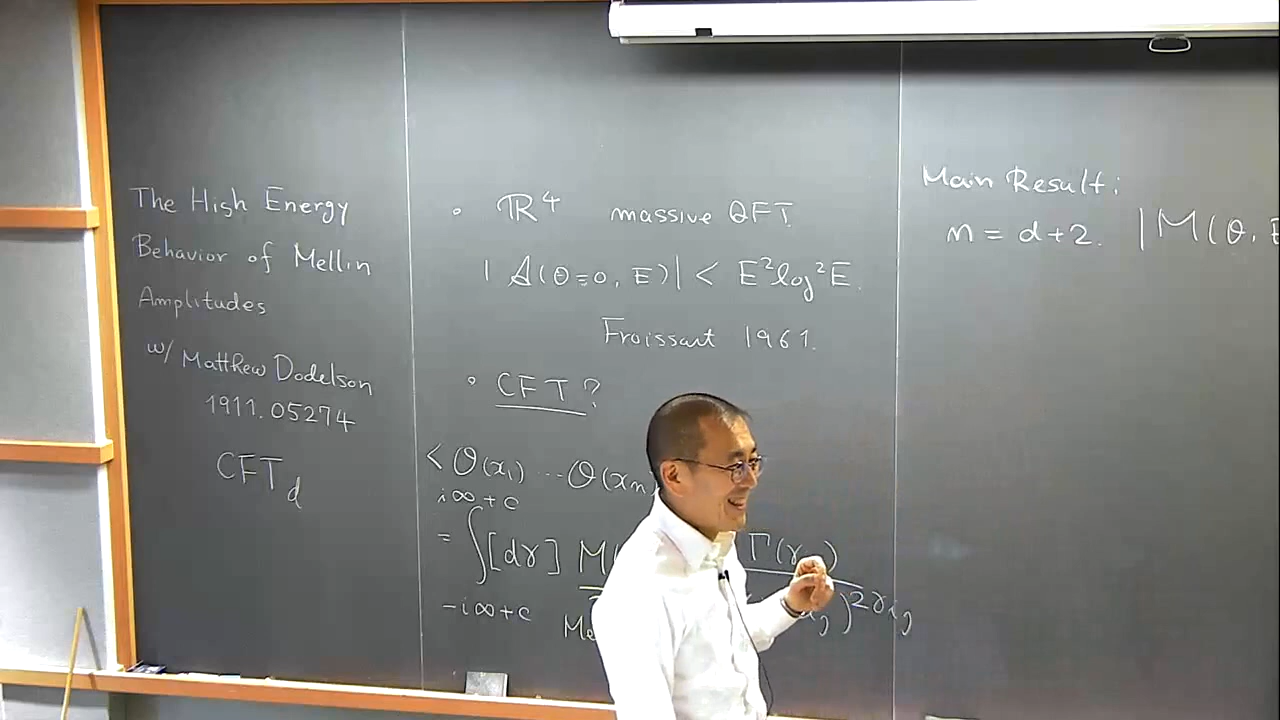 The High Energy
Behavior of Mellin
Amplitudes
w/ Matthew Dodelson
1911.05274
CFT_d
• ℝ⁴ massive QFT.
|A(θ=0, E)| < E² log² E.
Froissart 1961.
• CFT?
<O(x₁) ... O(xₙ)
i∞+c
= ∫ [dγ] M Γ(γ )
-i∞+c )^{2γᵢⱼ}
Main Result:
n = d+2. |M(θ,